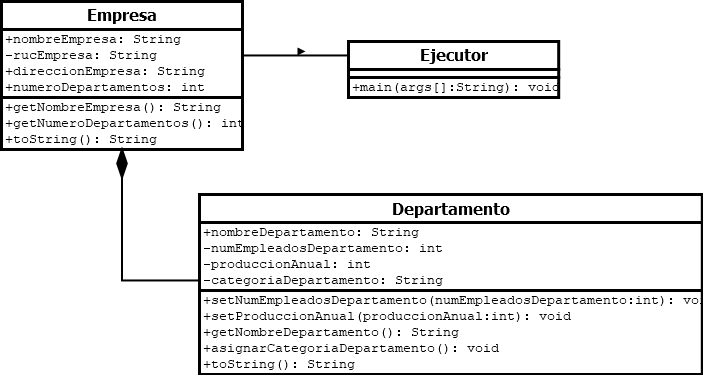 Empresa
+nombreEmpresa: String
-rucEmpresa: String
+direccionEmpresa: String
+numeroDepartamentos: int
+getNombreEmpresa(): String
+getNumeroDepartamentos(): int
+toString(): String
Ejecutor
+main(args[]:String): void
Departamento
+nombreDepartamento: String
-numEmpleadosDepartamento: int
-produccionAnual: int
-categoriaDepartamento: String
+setNumEmpleadosDepartamento(numEmpleadosDepartamento:int): void
+setProduccionAnual(produccionAnual:int): void
+getNombreDepartamento(): String
+asignarCategoriaDepartamento(): void
+toString(): String